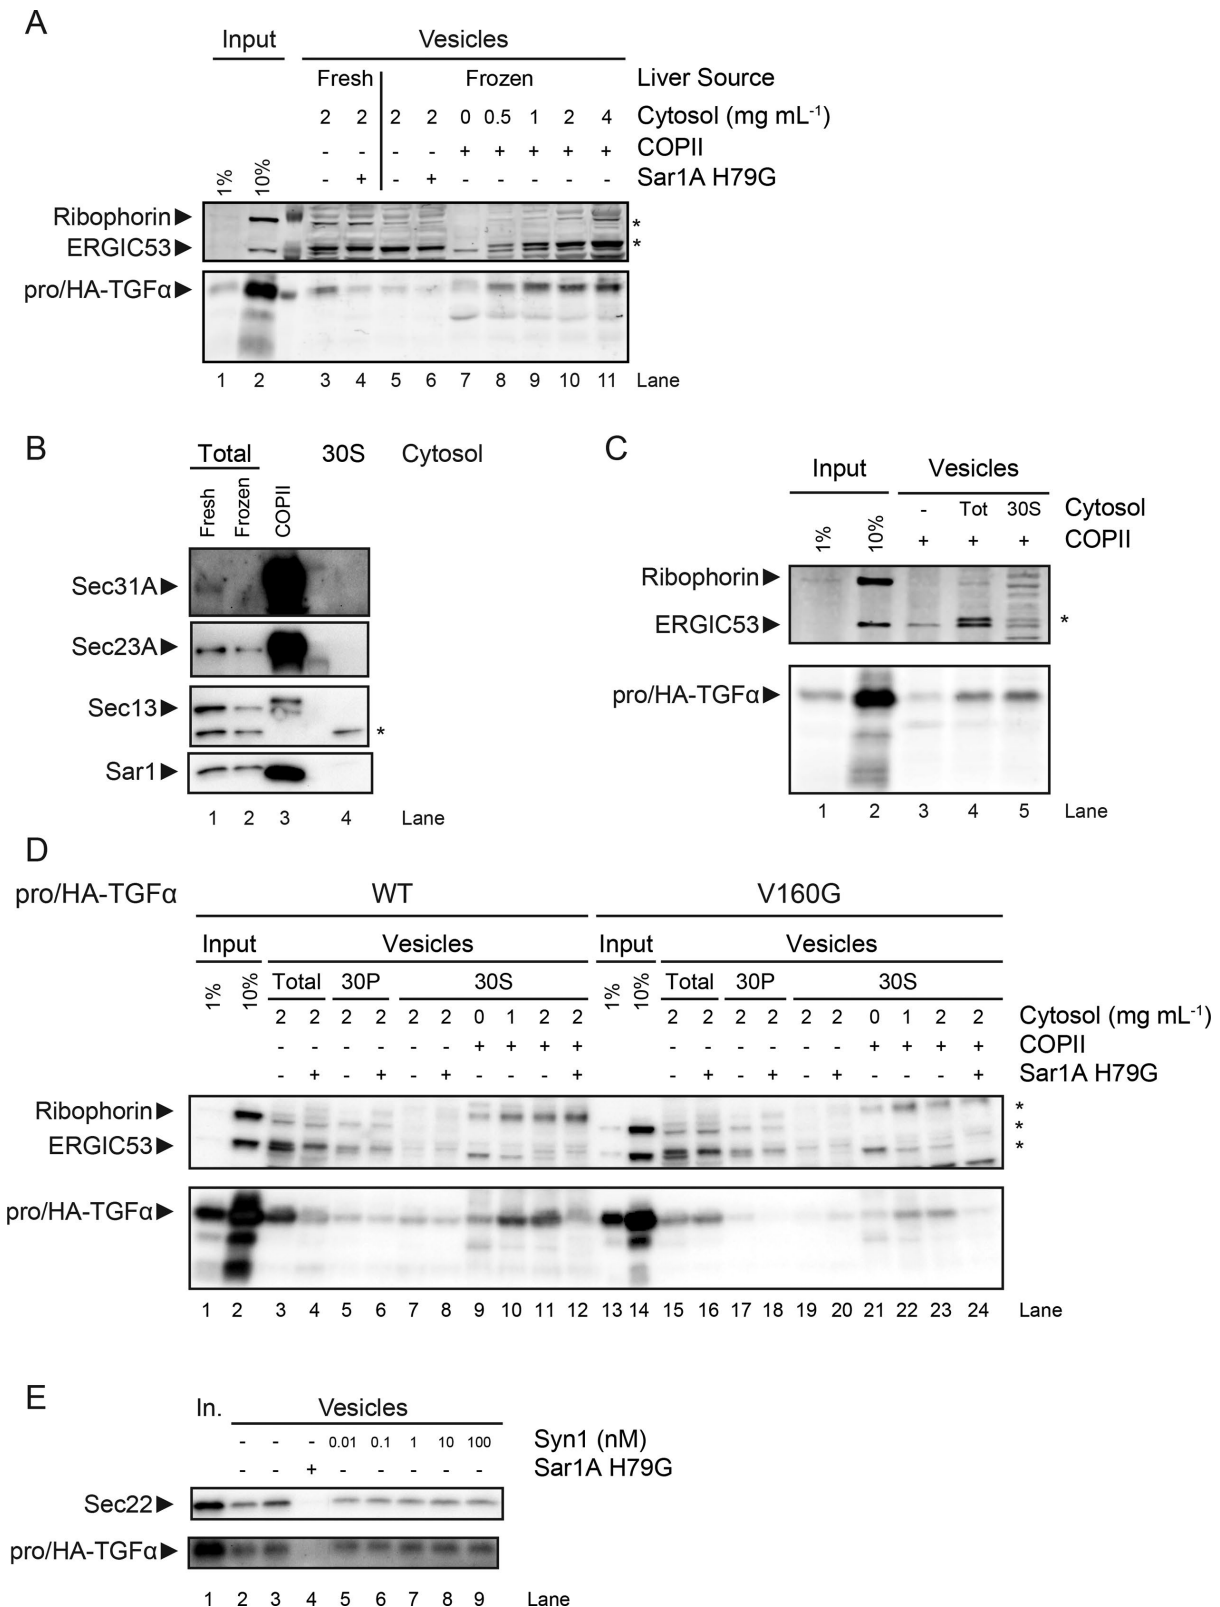 A
Input Vesicles
Fresh Frozen Liver Source
2 2 2 2 0 0.5 1 2 4 Cytosol (mg mL-1)
- - - - + + + + + COPII
1% 10% - + - + - - - - - Sar1A H79G
Ribophorin *
ERGIC53 *
pro/HA-TGFα
1 2 3 4 5 6 7 8 9 10 11 Lane
B
Total 30S Cytosol
Fresh Frozen COPII
Sec31A
Sec23A
Sec13
*
Sar1
1 2 3 4 Lane
C
Input Vesicles
- Tot 30S Cytosol
1% 10% + + + COPII
Ribophorin
ERGIC53 *
pro/HA-TGFα
1 2 3 4 5 Lane
D
pro/HA-TGFα WT V160G
Input Vesicles Input Vesicles
1% 10% Total 30P 30S 1% 10% Total 30P 30S
2 2 2 2 2 2 0 1 2 2 2 2 2 2 2 2 0 1 2 2 Cytosol (mg mL-1)
- - - - - - + + + + - - - - - - + + + + COPII
- + - + - + - - - + - + - + - + - - - + Sar1A H79G
Ribophorin *
*
ERGIC53 *
pro/HA-TGFα
1 2 3 4 5 6 7 8 9 10 11 12 13 14 15 16 17 18 19 20 21 22 23 24 Lane
E
In. Vesicles
- - - 0.01 0.1 1 10 100 Syn1 (nM)
- - + - - - - - Sar1A H79G
Sec22
pro/HA-TGFα
1 2 3 4 5 6 7 8 9 Lane